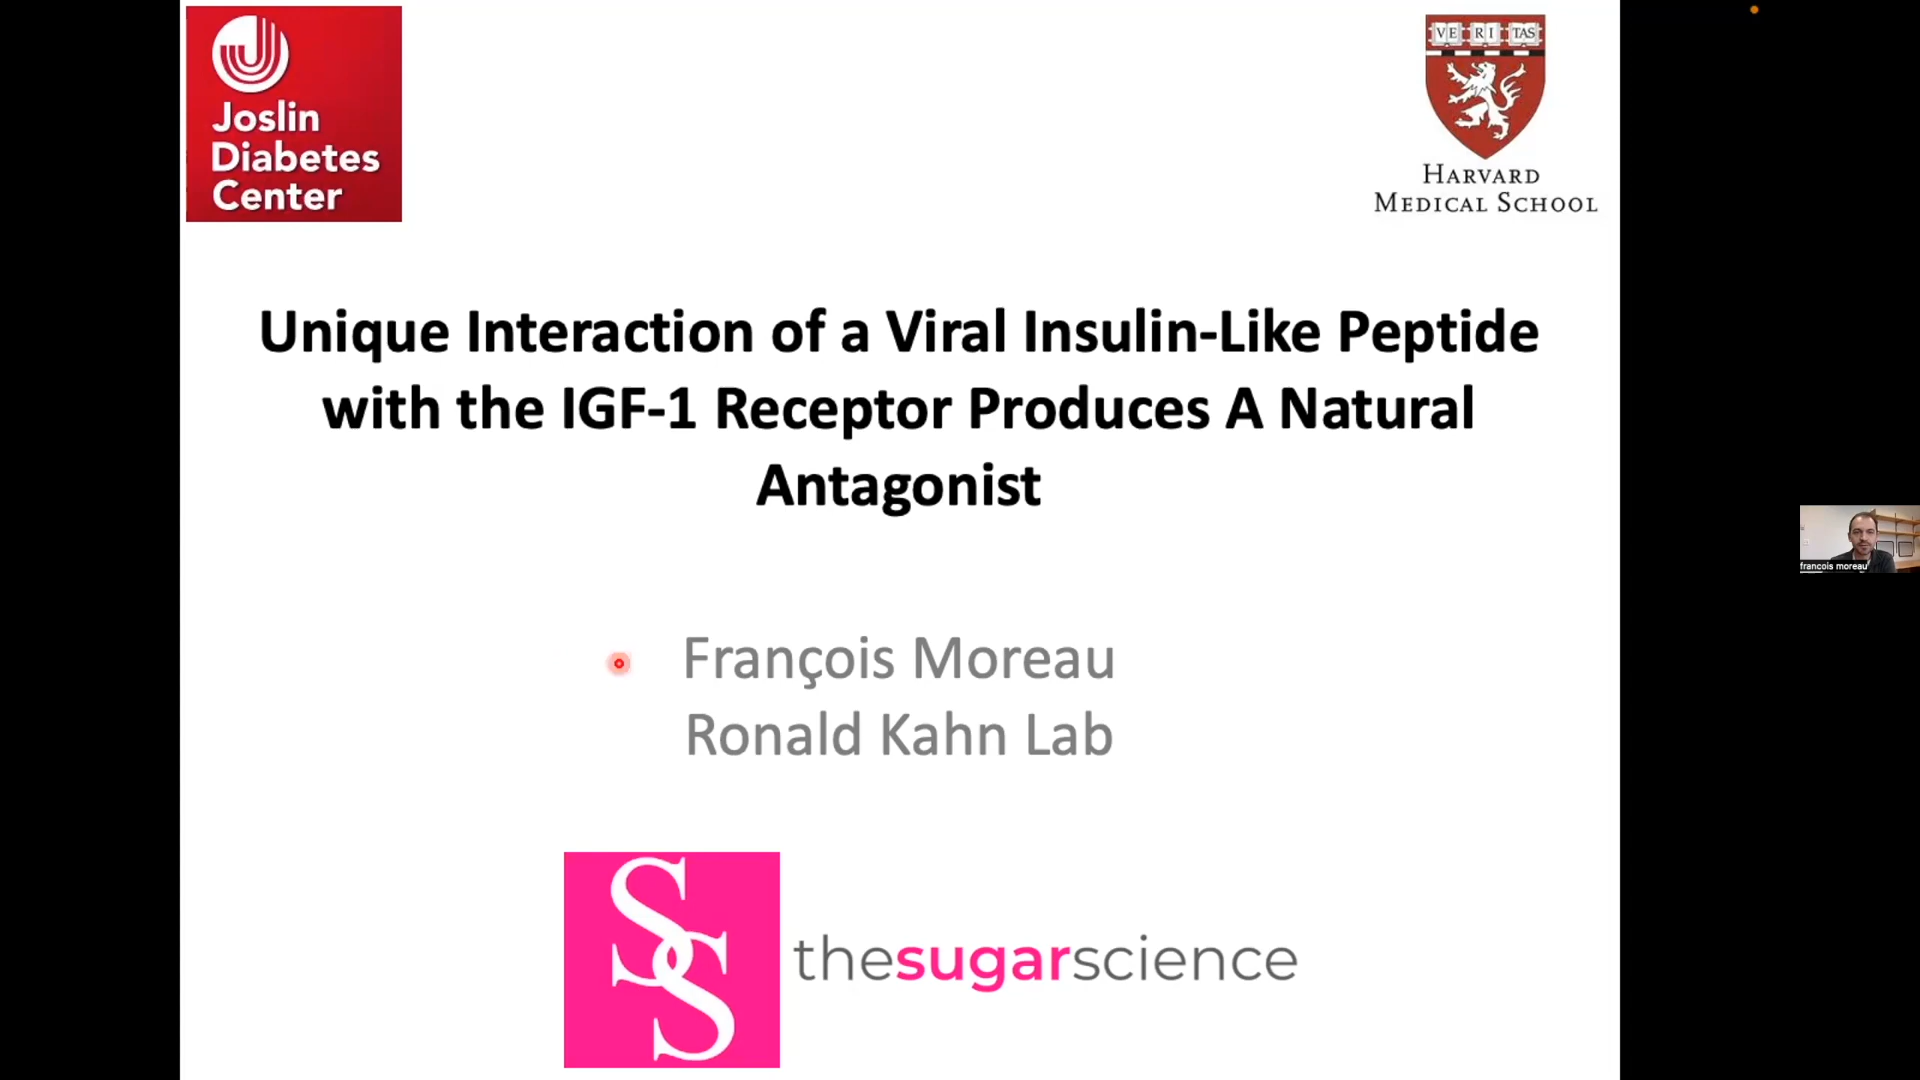 Joslin
Diabetes
Center
VE RI TAS
HARVARD
MEDICAL SCHOOL
Unique Interaction of a Viral Insulin-Like Peptide
with the IGF-1 Receptor Produces A Natural
Antagonist
François Moreau
Ronald Kahn Lab
francois moreau
SS
thesugarscience